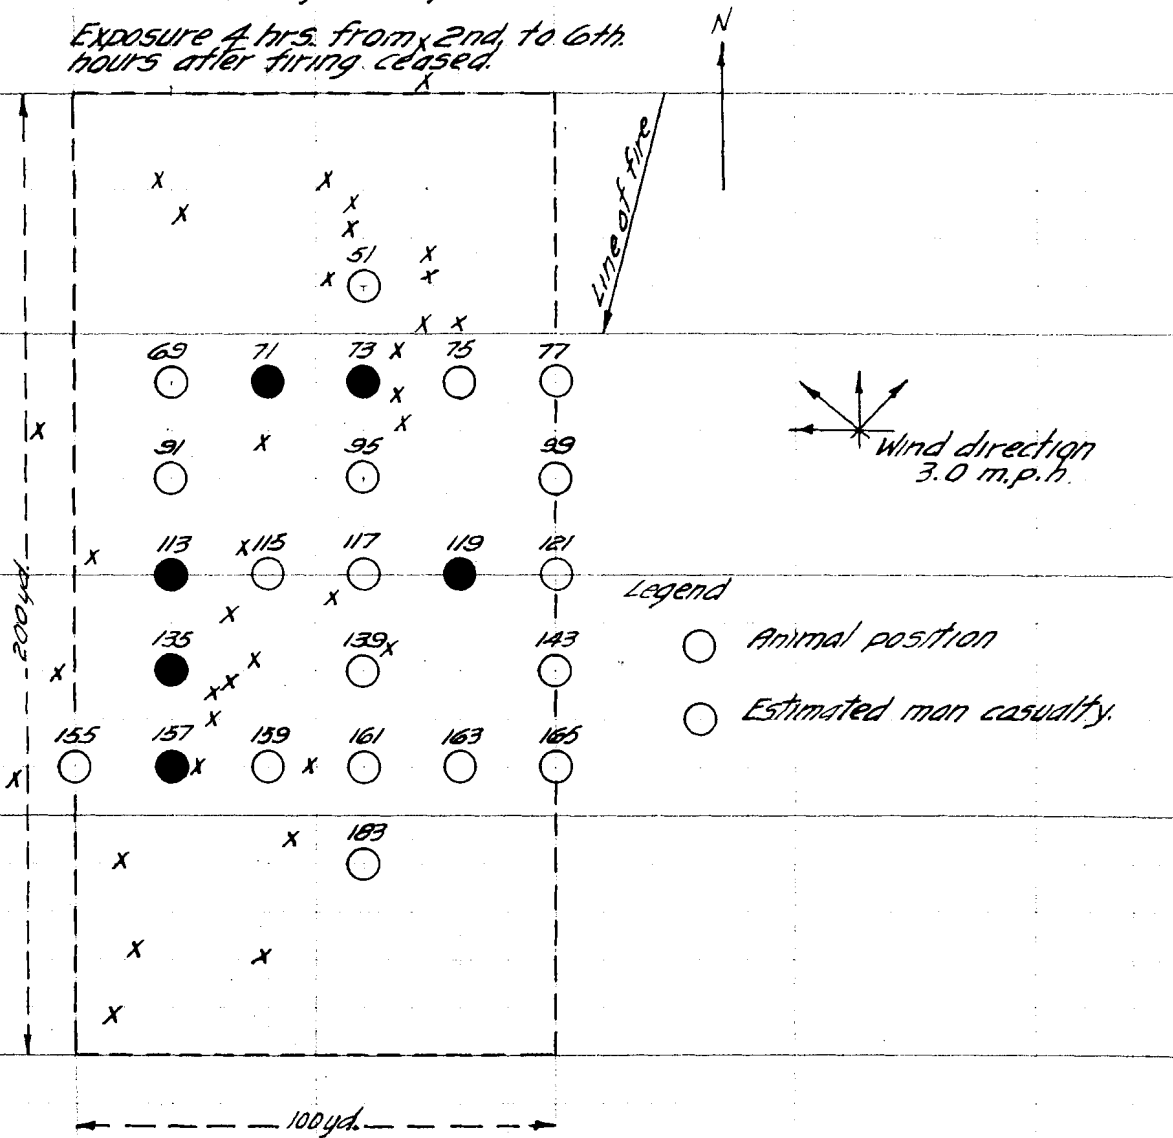 Exposure 4 hrs. from 2nd. to 6th.
hours after firing ceased.
N
Line of fire
x
x
x x
x
x
x
51
x
x
x
x x
69 71 73 x 75 77
x
x
x
x
91 95 99
Wind direction
3.0 m.p.h.
x
113 x 115 117 119 121
200 yd.
Legend
x
x
135 139 x 143
Animal position
x
x
x
x
x
Estimated man casualty.
155 157 159 161 163 165
x x x
x
183
x
x
x
x
100 yd.